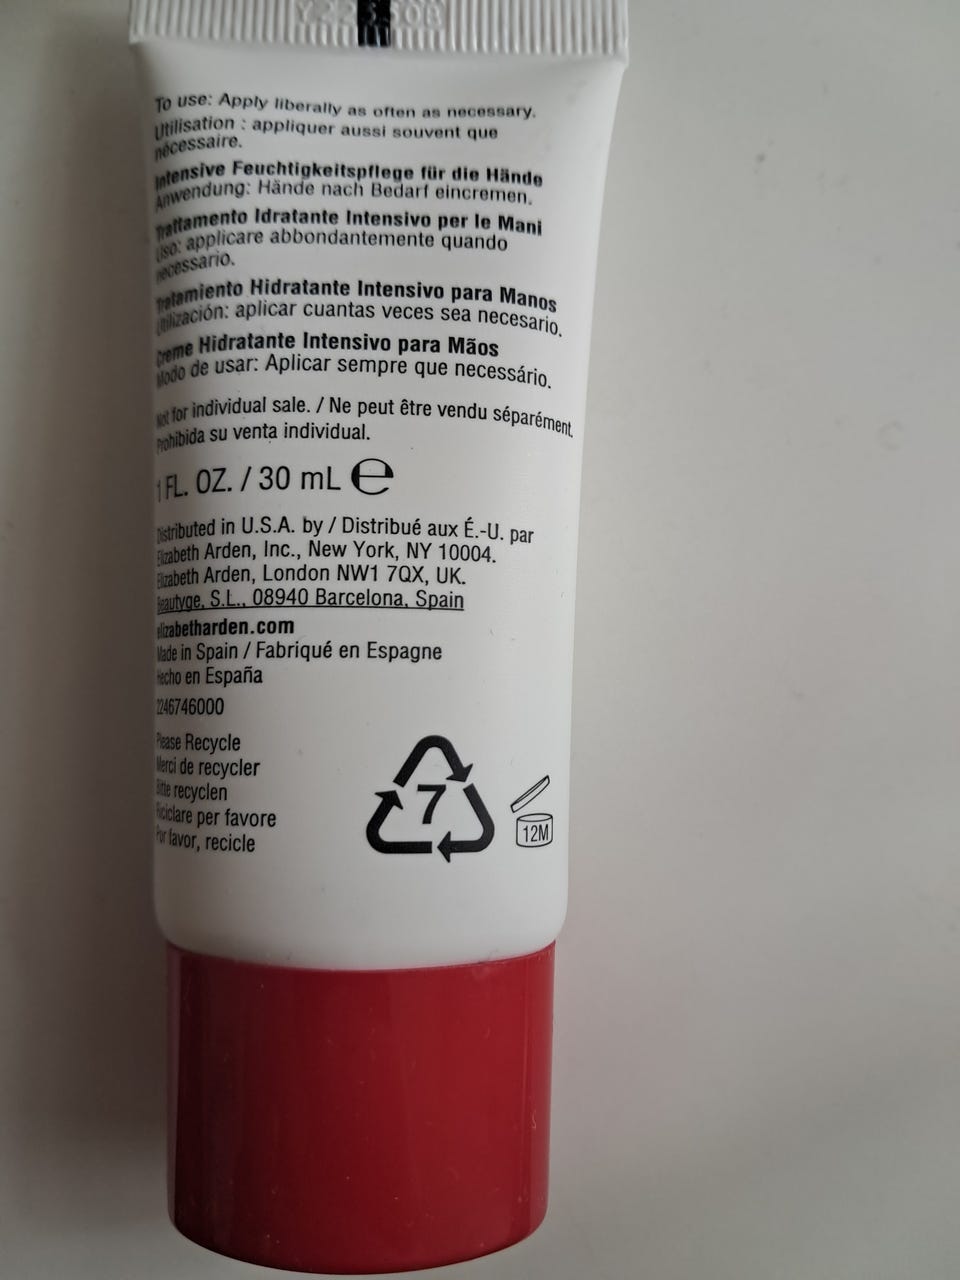 To use: Apply liberally as often as necessary.
Utilisation : appliquer aussi souvent que
nécessaire.
Intensive Feuchtigkeitspflege für die Hände
Anwendung: Hände nach Bedarf eincremen.
Trattamento Idratante Intensivo per le Mani
Uso: applicare abbondantemente quando
necessario.
Tratamiento Hidratante Intensivo para Manos
Utilización: aplicar cuantas veces sea necesario.
Creme Hidratante Intensivo para Mãos
Modo de usar: Aplicar sempre que necessário.
Not for individual sale. / Ne peut être vendu séparément.
Prohibida su venta individual.
1 FL. OZ. / 30 mL ℮
Distributed in U.S.A. by / Distribué aux É.-U. par
Elizabeth Arden, Inc., New York, NY 10004.
Elizabeth Arden, London NW1 7QX, UK.
Beautyge, S.L., 08940 Barcelona, Spain
elizabetharden.com
Made in Spain / Fabriqué en Espagne
Hecho en España
2246746000
Please Recycle
Merci de recycler
Bitte recyclen
Riciclare per favore
Por favor, recicle
7
12M